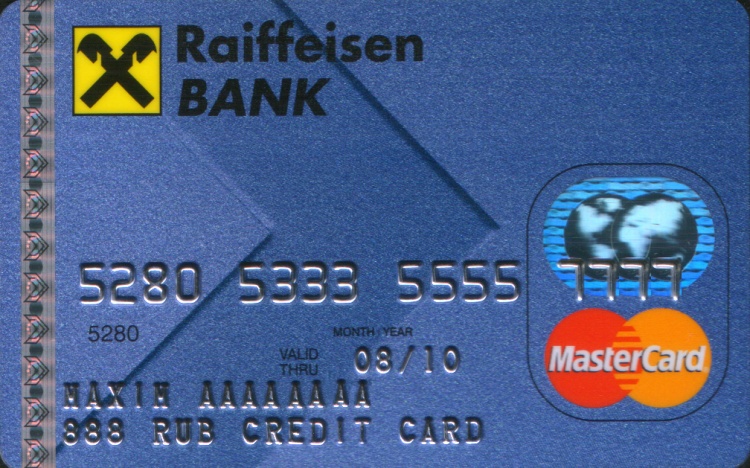 Raiffeisen
BANK
5280 5333 5555 7777
5280
MONTH YEAR
VALID THRU 08/10
MAXIM AAAAAAAA
888 RUB CREDIT CARD
MasterCard